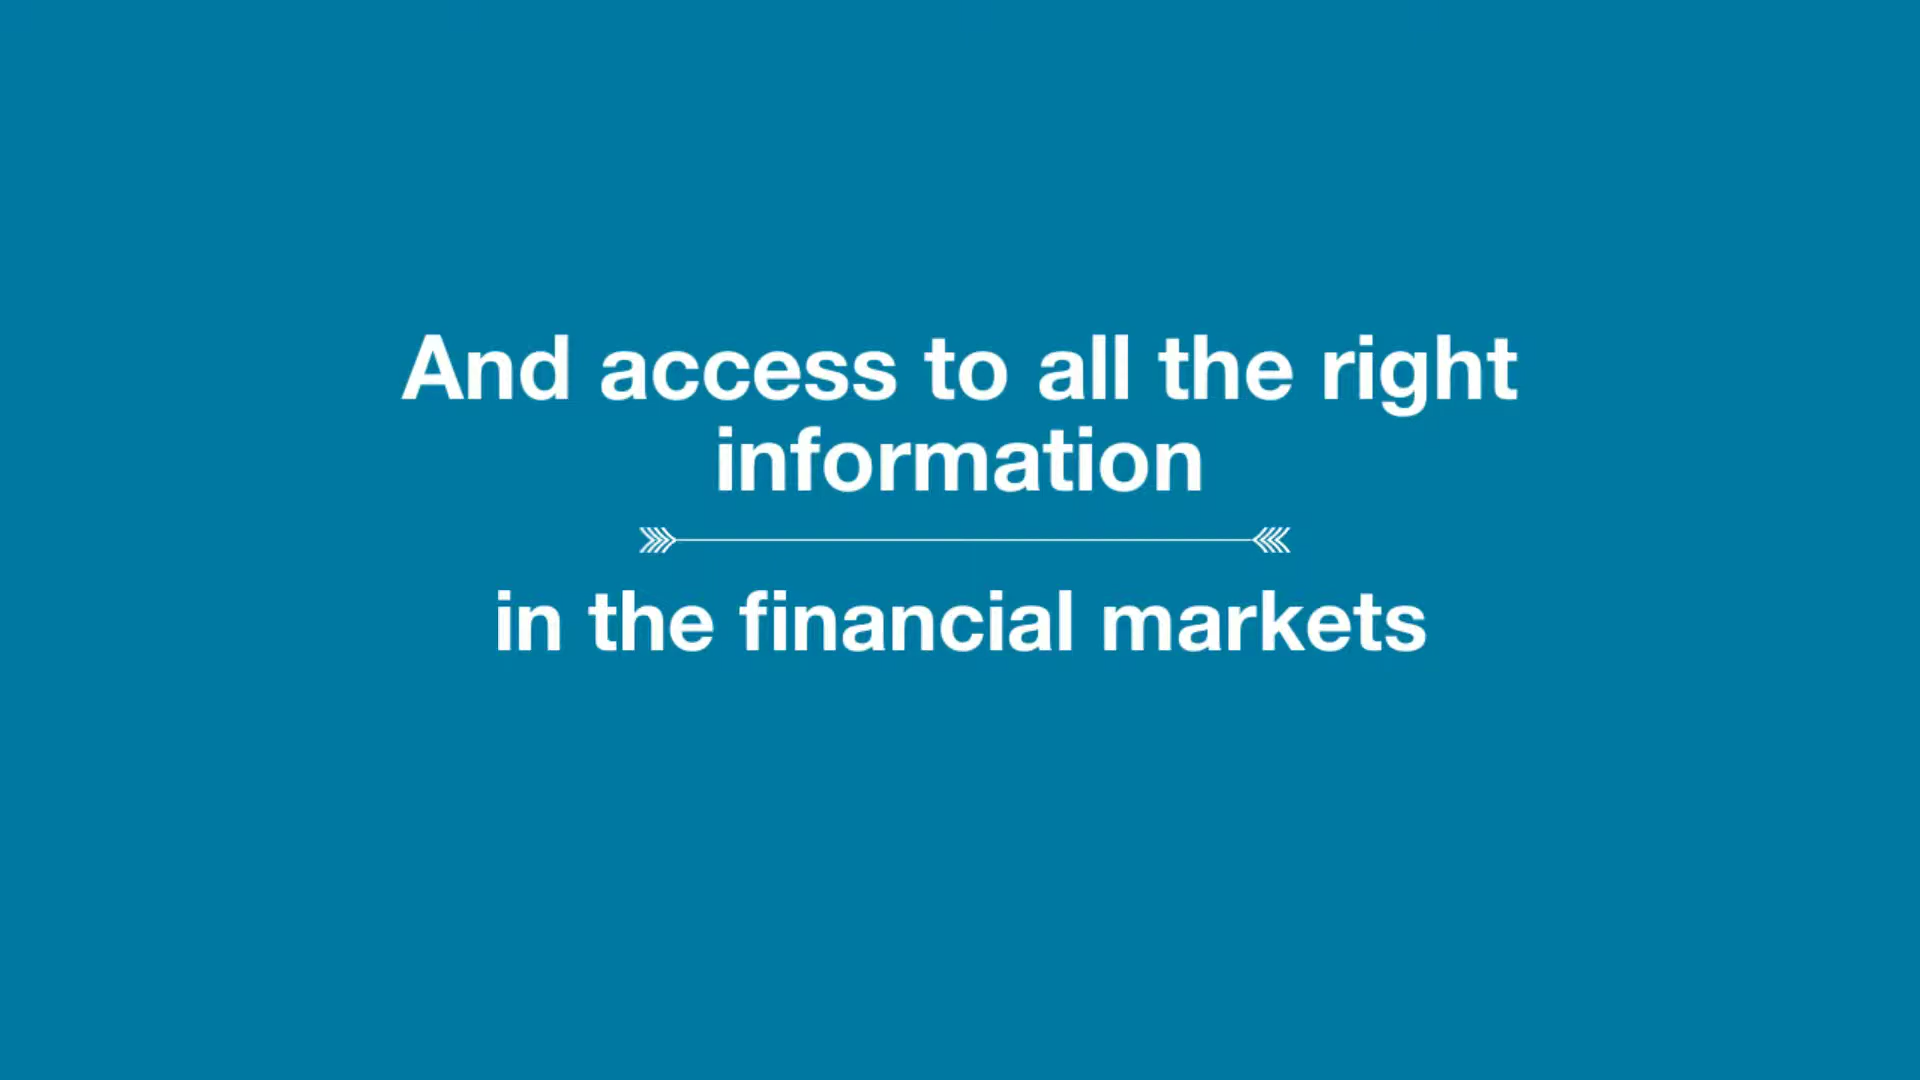 And access to all the right
information
in the financial markets